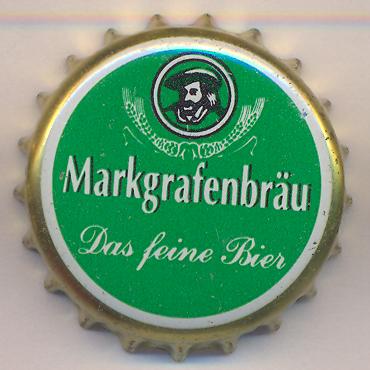 Markgrafenbräu
Das feine Bier